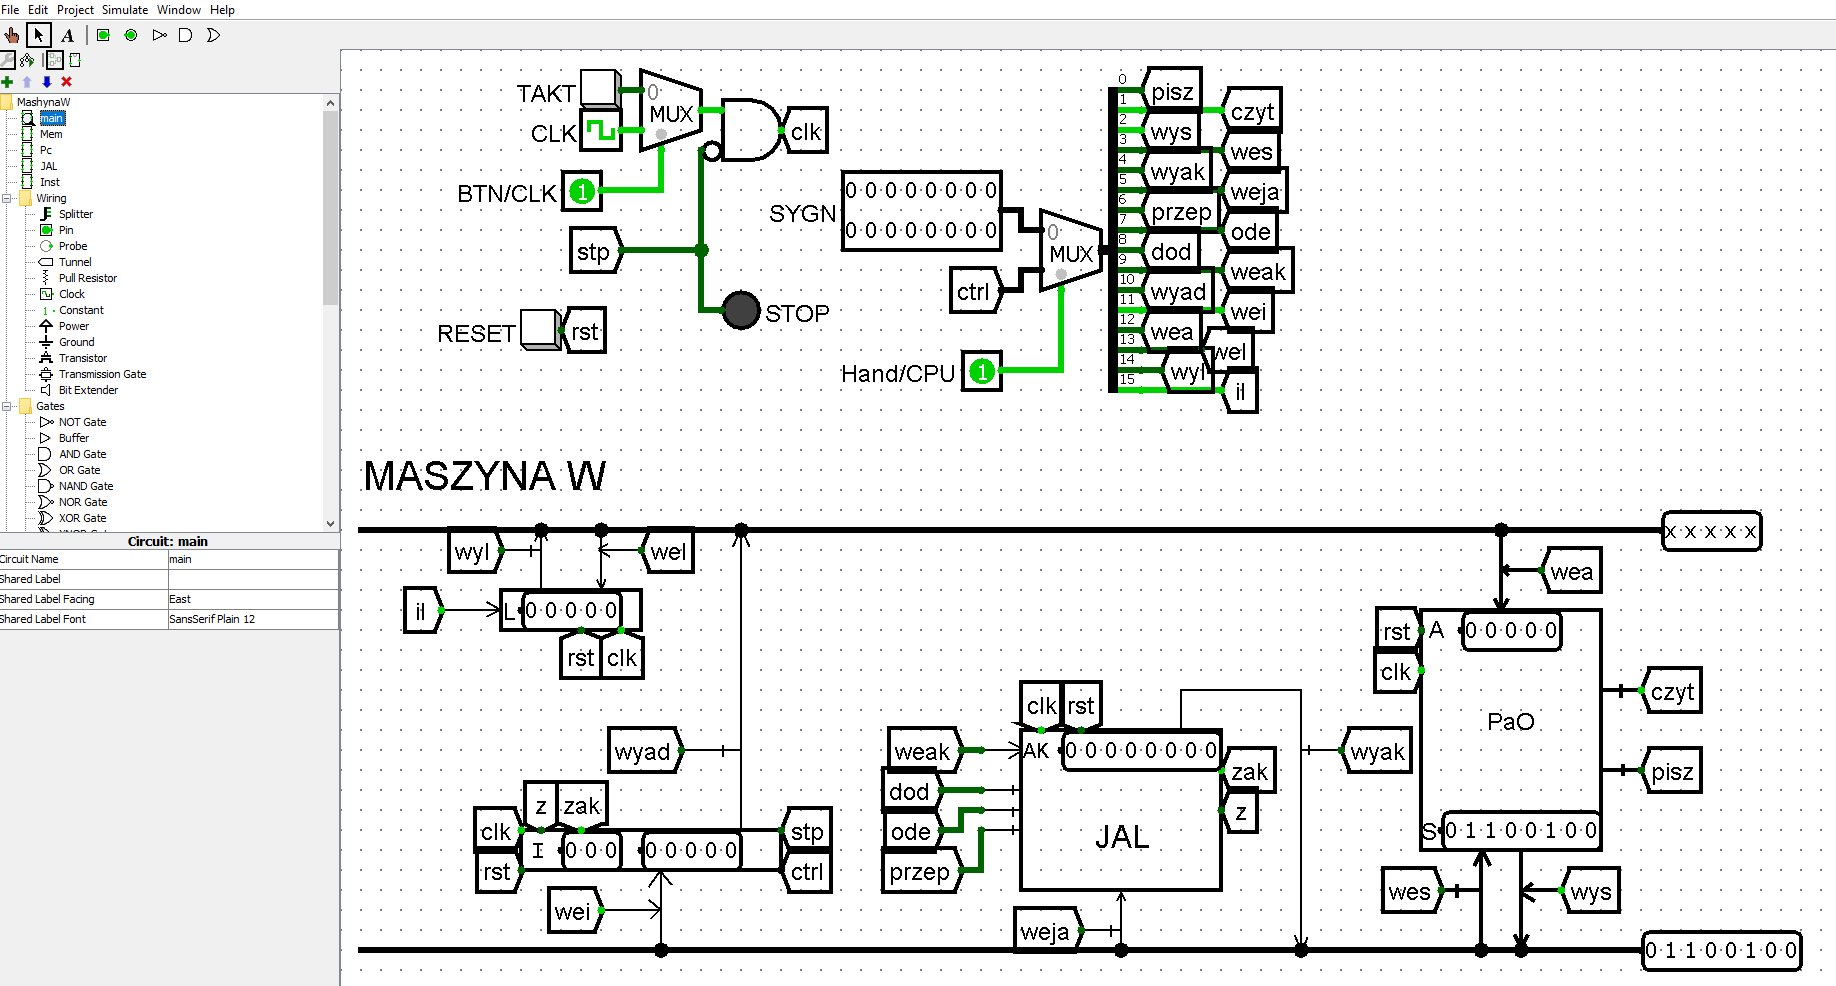 File Edit Project Simulate Window Help
A
MashynaW
main
Mem
Pc
JAL
Inst
Wiring
Splitter
Pin
Probe
Tunnel
Pull Resistor
Clock
Constant
Power
Ground
Transistor
Transmission Gate
Bit Extender
Gates
NOT Gate
Buffer
AND Gate
OR Gate
NAND Gate
NOR Gate
XOR Gate
Circuit: main
Circuit Name main
Shared Label
Shared Label Facing East
Shared Label Font SansSerif Plain 12
TAKT
CLK
0
MUX
clk
BTN/CLK
1
stp
STOP
RESET
rst
SYGN
0 0 0 0 0 0 0 0
0 0 0 0 0 0 0 0
ctrl
0
MUX
Hand/CPU
1
0
1
2
3
4
5
6
7
8
9
10
11
12
13
14
15
pisz
czyt
wys
wes
wyak
weja
przep
ode
dod
weak
wyad
wei
wea
wel
wyl
il
MASZYNA W
x x x x x
wyl
wel
il
L
0 0 0 0 0
rst
clk
wyad
z
zak
clk
rst
I
0 0 0
0 0 0 0 0
stp
ctrl
wei
clk
rst
weak
AK
0 0 0 0 0 0 0 0
dod
ode
przep
JAL
zak
z
weja
wyak
wea
rst
clk
A
0 0 0 0 0
PaO
czyt
pisz
S
0 1 1 0 0 1 0 0
wes
wys
0 1 1 0 0 1 0 0